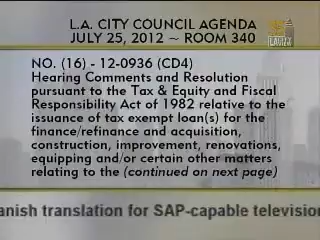 L.A. CITY COUNCIL AGENDA
JULY 25, 2012 ~ ROOM 340
NO. (16) - 12-0936 (CD4)
Hearing Comments and Resolution
pursuant to the Tax & Equity and Fiscal
Responsibility Act of 1982 relative to the
issuance of tax exempt loan(s) for the
finance/refinance and acquisition,
construction, improvement, renovations,
equipping and/or certain other matters
relating to the (continued on next page)
anish translation for SAP-capable television